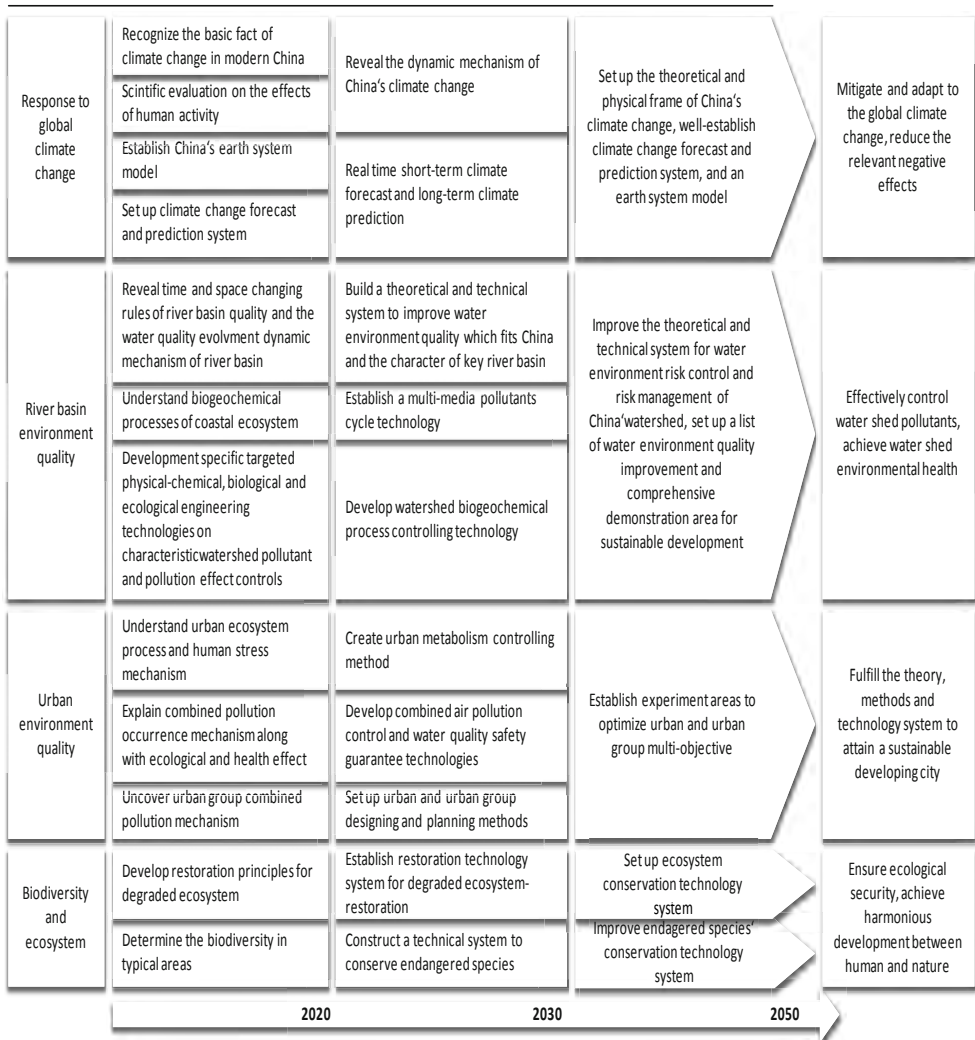 Response to
global
climate
change
Recognize the basic fact of
climate change in modern China
Scintific evaluation on the effects
of human activity
Establish China's earth system
model
Set up climate change forecast
and prediction system
Reveal the dynamic mechanism of
China's climate change
Real time short-term climate
forecast and long-term climate
prediction
Set up the theoretical and
physical frame of China's
climate change, well-establish
climate change forecast and
prediction system, and an
earth system model
Mitigate and adapt to
the global climate
change, reduce the
relevant negative
effects
River basin
environment
quality
Reveal time and space changing
rules of river basin quality and the
water quality evolvment dynamic
mechanism of river basin
Understand biogeochemical
processes of coastal ecosystem
Development specific targeted
physical-chemical, biological and
ecological engineering
technologies on
characteristicwatershed pollutant
and pollution effect controls
Build a theoretical and technical
system to improve water
environment quality which fits China
and the character of key river basin
Establish a multi-media pollutants
cycle technology
Develop watershed biogeochemical
process controlling technology
Improve the theoretical and
technical system for water
environment risk control and
risk management of
China'watershed, set up a list
of water environment quality
improvement and
comprehensive
demonstration area for
sustainable development
Effectively control
water shed pollutants,
achieve water shed
environmental health
Urban
environment
quality
Understand urban ecosystem
process and human stress
mechanism
Explain combined pollution
occurrence mechanism along
with ecological and health effect
Uncover urban group combined
pollution mechanism
Create urban metabolism controlling
method
Develop combined air pollution
control and water quality safety
guarantee technologies
Set up urban and urban group
designing and planning methods
Establish experiment areas to
optimize urban and urban
group multi-objective
Fulfill the theory,
methods and
technology system to
attain a sustainable
developing city
Biodiversity
and
ecosystem
Develop restoration principles for
degraded ecosystem
Determine the biodiversity in
typical areas
Establish restoration technology
system for degraded ecosystem-
restoration
Construct a technical system to
conserve endangered species
Set up ecosystem
conservation technology
system
Improve endagered species'
conservation technology
system
Ensure ecological
security, achieve
harmonious
development between
human and nature
2020
2030
2050